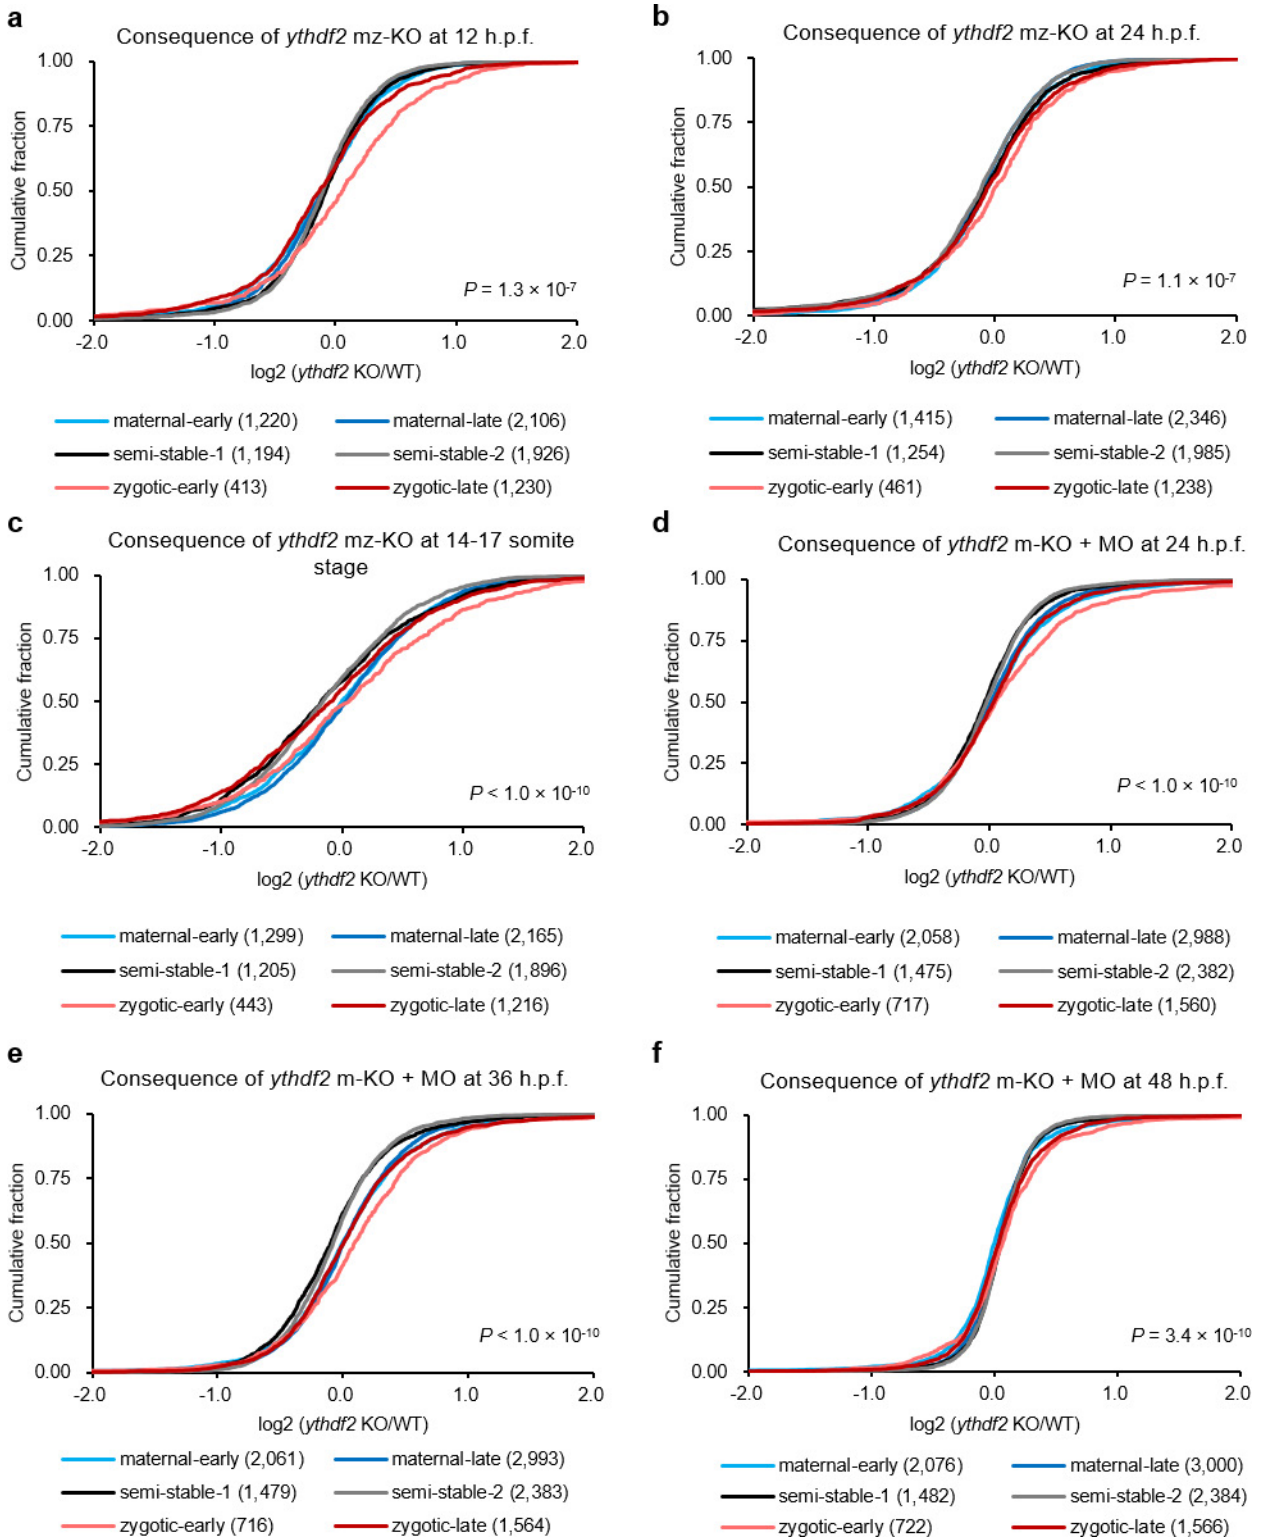 a
Consequence of ythdf2 mz-KO at 12 h.p.f.
1.00
0.75
0.50
0.25
0.00
Cumulative fraction
P = 1.3 × 10-7
-2.0 -1.0 0.0 1.0 2.0
log2 (ythdf2 KO/WT)
maternal-early (1,220) maternal-late (2,106)
semi-stable-1 (1,194) semi-stable-2 (1,926)
zygotic-early (413) zygotic-late (1,230)
b
Consequence of ythdf2 mz-KO at 24 h.p.f.
1.00
0.75
0.50
0.25
0.00
Cumulative fraction
P = 1.1 × 10-7
-2.0 -1.0 0.0 1.0 2.0
log2 (ythdf2 KO/WT)
maternal-early (1,415) maternal-late (2,346)
semi-stable-1 (1,254) semi-stable-2 (1,985)
zygotic-early (461) zygotic-late (1,238)
c
Consequence of ythdf2 mz-KO at 14-17 somite
stage
1.00
0.75
0.50
0.25
0.00
Cumulative fraction
P < 1.0 × 10-10
-2.0 -1.0 0.0 1.0 2.0
log2 (ythdf2 KO/WT)
maternal-early (1,299) maternal-late (2,165)
semi-stable-1 (1,205) semi-stable-2 (1,896)
zygotic-early (443) zygotic-late (1,216)
d
Consequence of ythdf2 m-KO + MO at 24 h.p.f.
1.00
0.75
0.50
0.25
0.00
Cumulative fraction
P < 1.0 × 10-10
-2.0 -1.0 0.0 1.0 2.0
log2 (ythdf2 KO/WT)
maternal-early (2,058) maternal-late (2,988)
semi-stable-1 (1,475) semi-stable-2 (2,382)
zygotic-early (717) zygotic-late (1,560)
e
Consequence of ythdf2 m-KO + MO at 36 h.p.f.
1.00
0.75
0.50
0.25
0.00
Cumulative fraction
P < 1.0 × 10-10
-2.0 -1.0 0.0 1.0 2.0
log2 (ythdf2 KO/WT)
maternal-early (2,061) maternal-late (2,993)
semi-stable-1 (1,479) semi-stable-2 (2,383)
zygotic-early (716) zygotic-late (1,564)
f
Consequence of ythdf2 m-KO + MO at 48 h.p.f.
1.00
0.75
0.50
0.25
0.00
Cumulative fraction
P = 3.4 × 10-10
-2.0 -1.0 0.0 1.0 2.0
log2 (ythdf2 KO/WT)
maternal-early (2,076) maternal-late (3,000)
semi-stable-1 (1,482) semi-stable-2 (2,384)
zygotic-early (722) zygotic-late (1,566)